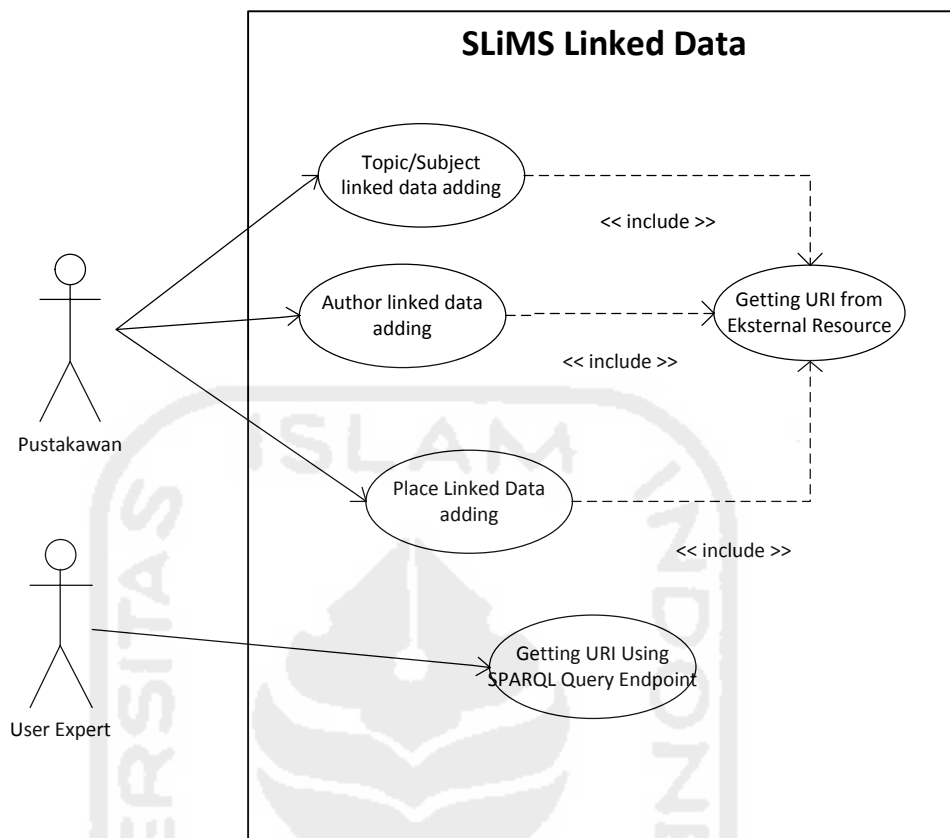 SLiMS Linked Data
Topic/Subject
linked data adding
<< include >>
Author linked data
adding
Getting URI from
Eksternal Resource
<< include >>
Pustakawan
Place Linked Data
adding
<< include >>
Getting URI Using
SPARQL Query Endpoint
User Expert
ISLAM